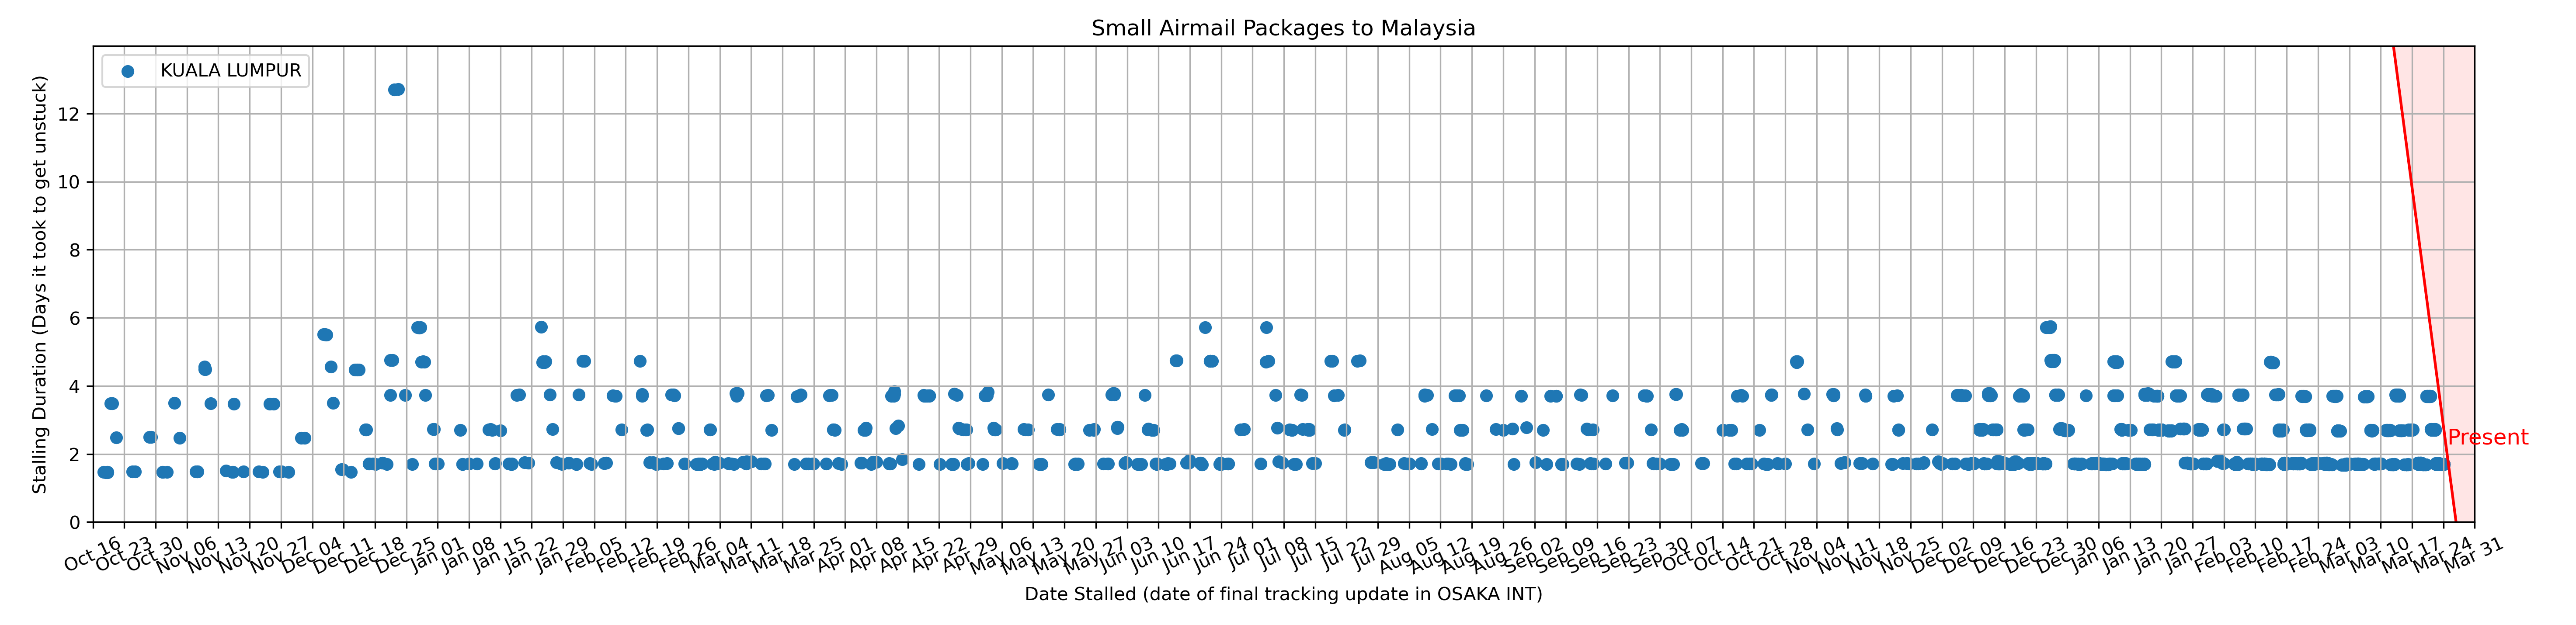 Small Airmail Packages to Malaysia
KUALA LUMPUR
Stalling Duration (Days it took to get unstuck)
12
10
8
6
4
2
0
Present
Oct 16 Oct 23 Oct 30 Nov 06 Nov 13 Nov 20 Nov 27 Dec 04 Dec 11 Dec 18 Dec 25 Jan 01 Jan 08 Jan 15 Jan 22 Jan 29 Feb 05 Feb 12 Feb 19 Feb 26 Mar 04 Mar 11 Mar 18 Mar 25 Apr 01 Apr 08 Apr 15 Apr 22 Apr 29 May 06 May 13 May 20 May 27 Jun 03 Jun 10 Jun 17 Jun 24 Jul 01 Jul 08 Jul 15 Jul 22 Jul 29 Aug 05 Aug 12 Aug 19 Aug 26 Sep 02 Sep 09 Sep 16 Sep 23 Sep 30 Oct 07 Oct 14 Oct 21 Oct 28 Nov 04 Nov 11 Nov 18 Nov 25 Dec 02 Dec 09 Dec 16 Dec 23 Dec 30 Jan 06 Jan 13 Jan 20 Jan 27 Feb 03 Feb 10 Feb 17 Feb 24 Mar 03 Mar 10 Mar 17 Mar 24 Mar 31
Date Stalled (date of final tracking update in OSAKA INT)